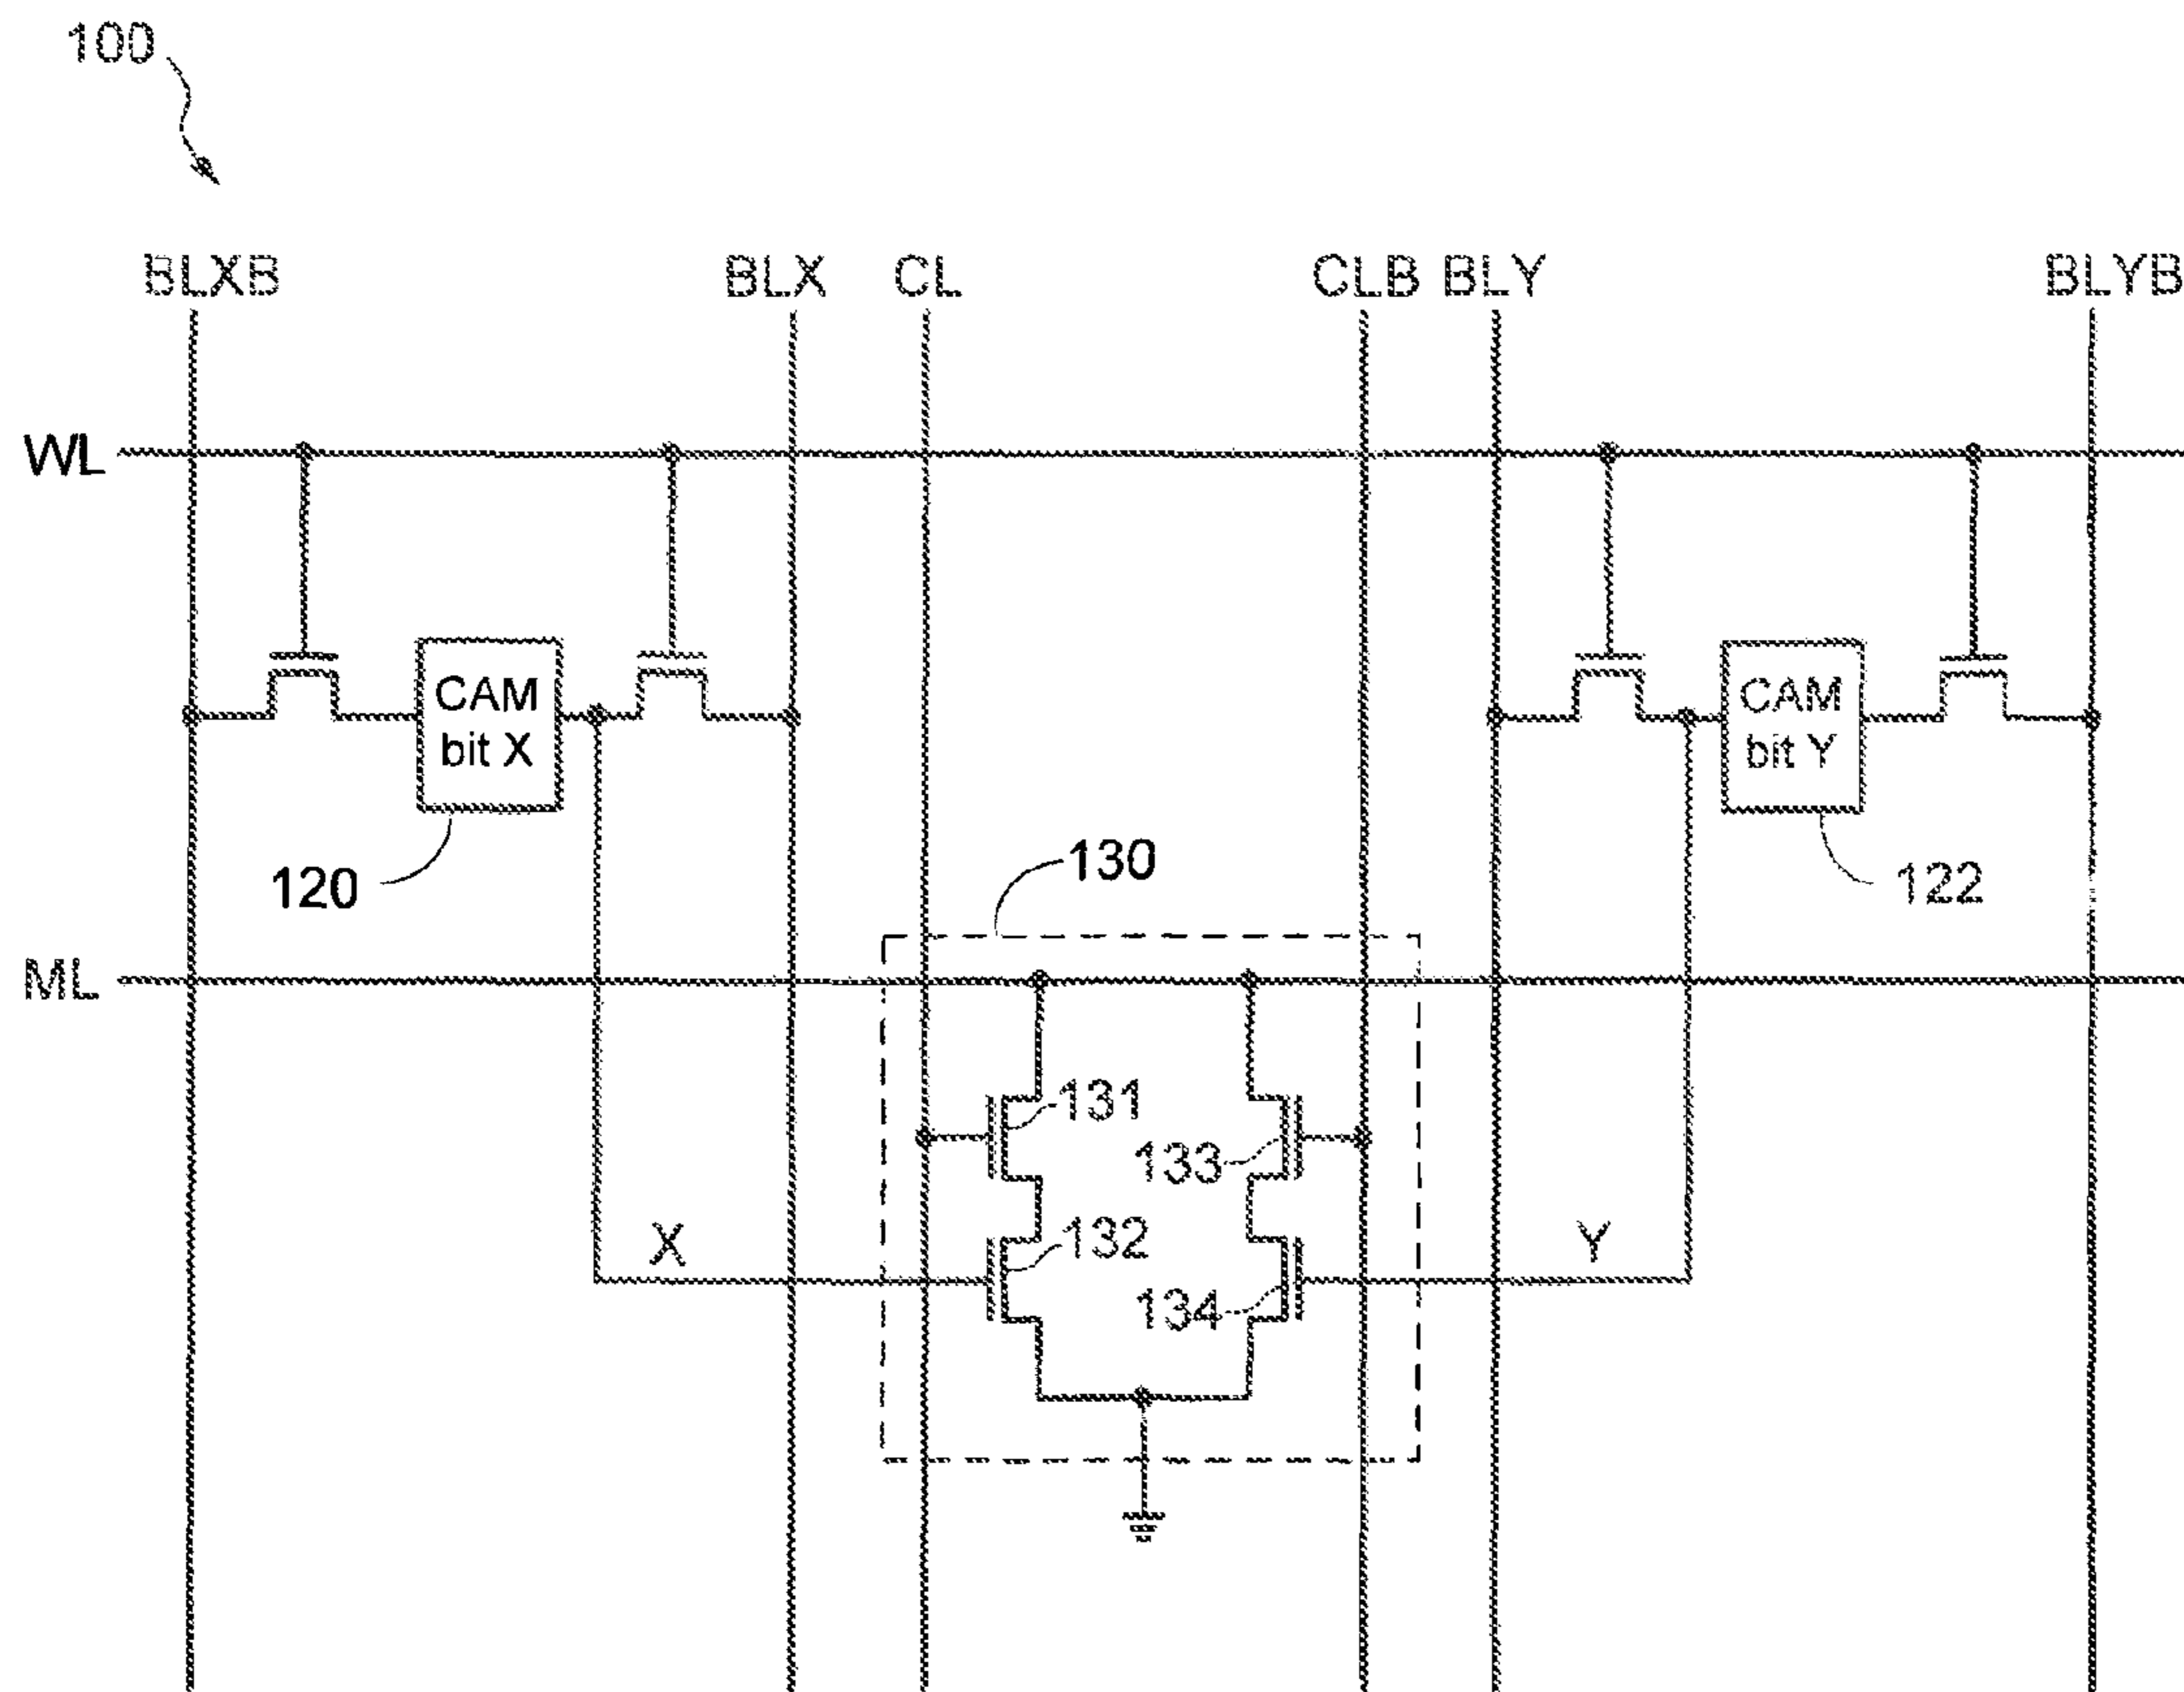 100
BLXB BLX CL CLB BLY BLYB
WL
CAM
bit X
CAM
bit Y
120
130
122
ML
131
133
X
132
Y
134